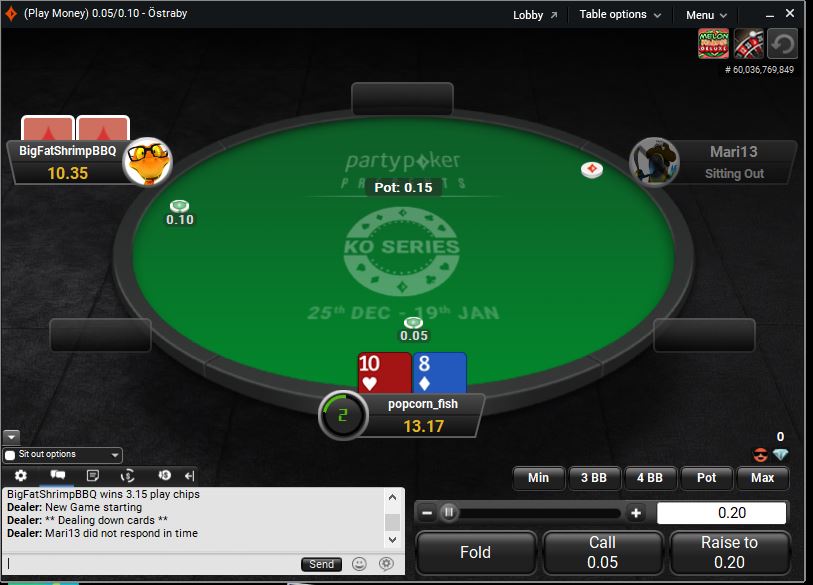 (Play Money) 0.05/0.10 - Östraby
Lobby
Table options
Menu
MELON
DELUXE
# 60,036,769,849
BigFatShrimpBBQ
10.35
Mari13
Sitting Out
partypoker
Pot: 0.15
0.10
KO SERIES
25th DEC - 19th JAN
0.05
10
8
2
popcorn_fish
13.17
0
Sit out options
Min
3 BB
4 BB
Pot
Max
BigFatShrimpBBQ wins 3.15 play chips
Dealer: New Game starting
Dealer: ** Dealing down cards **
Dealer: Mari13 did not respond in time
Send
0.20
Fold
Call
0.05
Raise to
0.20